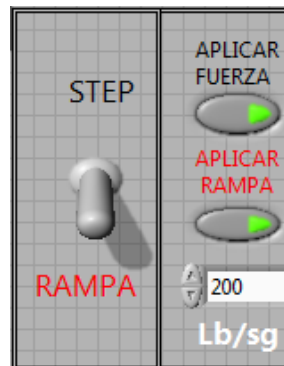 STEP
RAMPA
APLICAR
FUERZA
APLICAR
RAMPA
200
Lb/sg